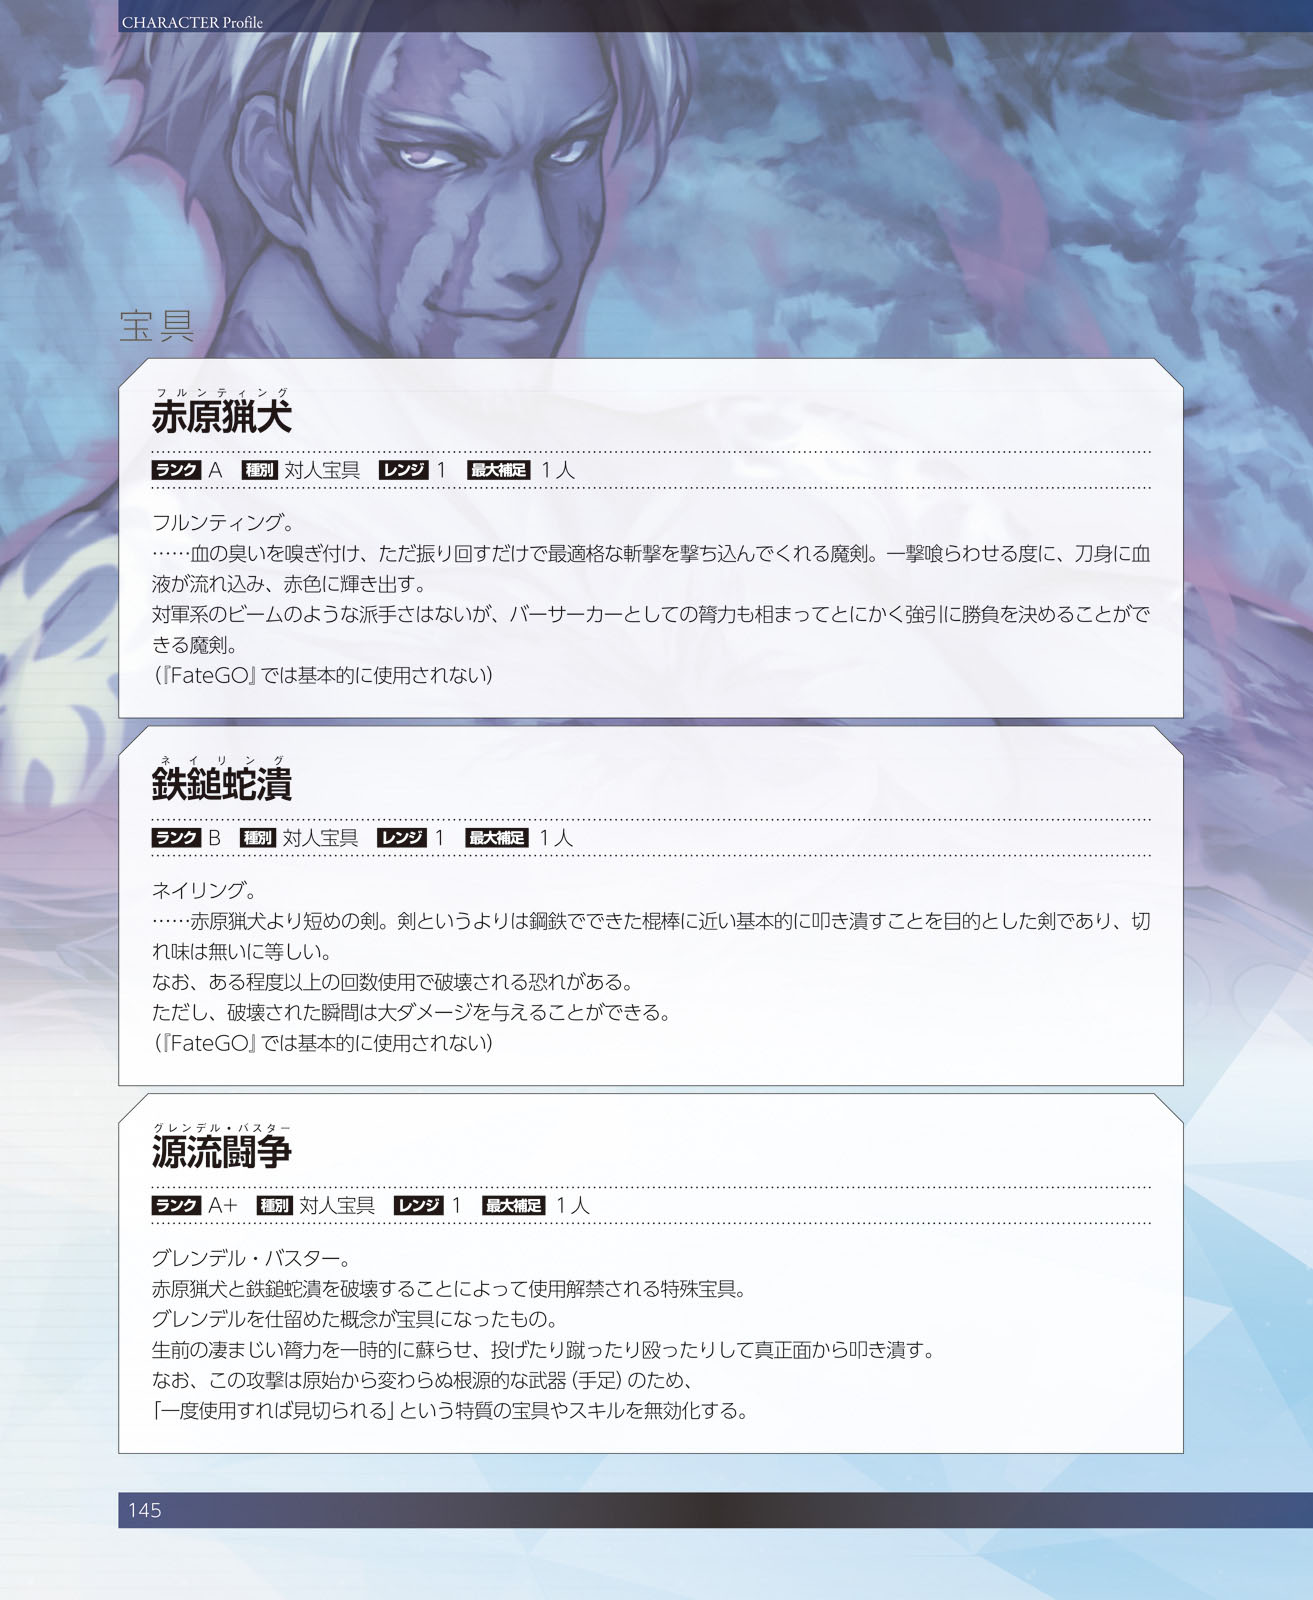 CHARACTER Profile
宝具
フルンティング
赤原猟犬
ランク A 種別 対人宝具 レンジ 1 最大補足 1人
フルンティング。
……血の臭いを嗅ぎ付け、ただ振り回すだけで最適格な斬撃を撃ち込んでくれる魔剣。一撃喰らわせる度に、刀身に血
液が流れ込み、赤色に輝き出す。
対軍系のビームのような派手さはないが、バーサーカーとしての膂力も相まってとにかく強引に勝負を決めることがで
きる魔剣。
（『FateGO』では基本的に使用されない）
ネイリング
鉄鎚蛇潰
ランク B 種別 対人宝具 レンジ 1 最大補足 1人
ネイリング。
……赤原猟犬より短めの剣。剣というよりは鋼鉄でできた棍棒に近い基本的に叩き潰すことを目的とした剣であり、切
れ味は無いに等しい。
なお、ある程度以上の回数使用で破壊される恐れがある。
ただし、破壊された瞬間は大ダメージを与えることができる。
（『FateGO』では基本的に使用されない）
グレンデル・バスター
源流闘争
ランク A+ 種別 対人宝具 レンジ 1 最大補足 1人
グレンデル・バスター。
赤原猟犬と鉄鎚蛇潰を破壊することによって使用解禁される特殊宝具。
グレンデルを仕留めた概念が宝具になったもの。
生前の凄まじい膂力を一時的に蘇らせ、投げたり蹴ったり殴ったりして真正面から叩き潰す。
なお、この攻撃は原始から変わらぬ根源的な武器（手足）のため、
「一度使用すれば見切られる」という特質の宝具やスキルを無効化する。
145